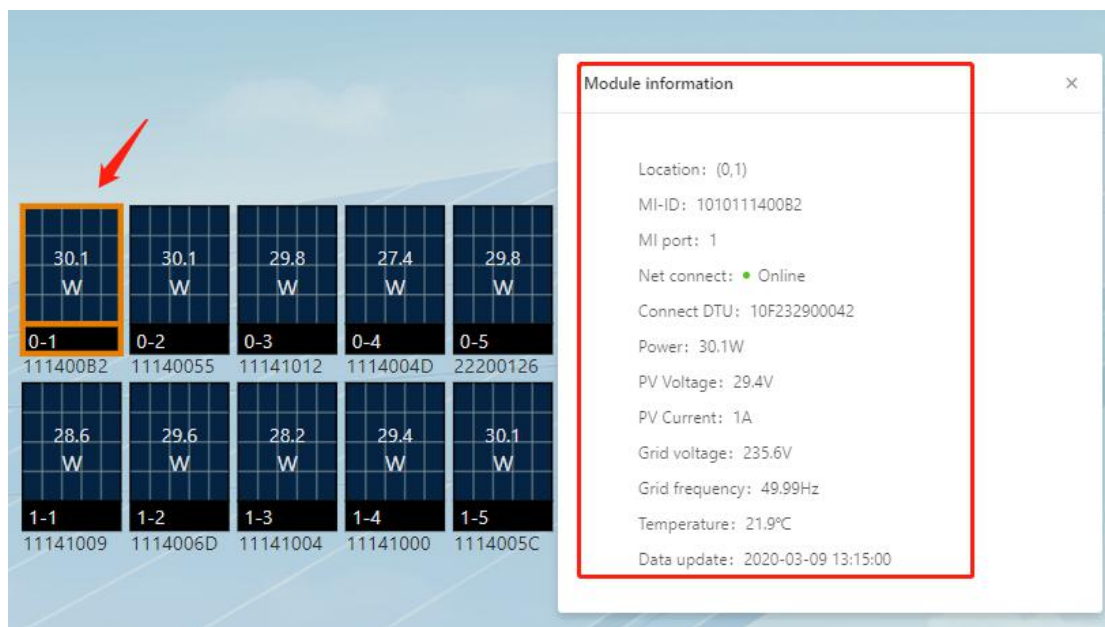 Module information
×
Location: (0,1)
MI-ID: 1010111400B2
MI port: 1
Net connect: Online
Connect DTU: 10F232900042
Power: 30.1W
PV Voltage: 29.4V
PV Current: 1A
Grid voltage: 235.6V
Grid frequency: 49.99Hz
Temperature: 21.9℃
Data update: 2020-03-09 13:15:00
30.1 30.1 29.8 27.4 29.8
W W W W W
0-1 0-2 0-3 0-4 0-5
111400B2 11140055 11141012 1114004D 22200126
28.6 29.6 28.2 29.4 30.1
W W W W W
1-1 1-2 1-3 1-4 1-5
11141009 1114006D 11141004 11141000 1114005C